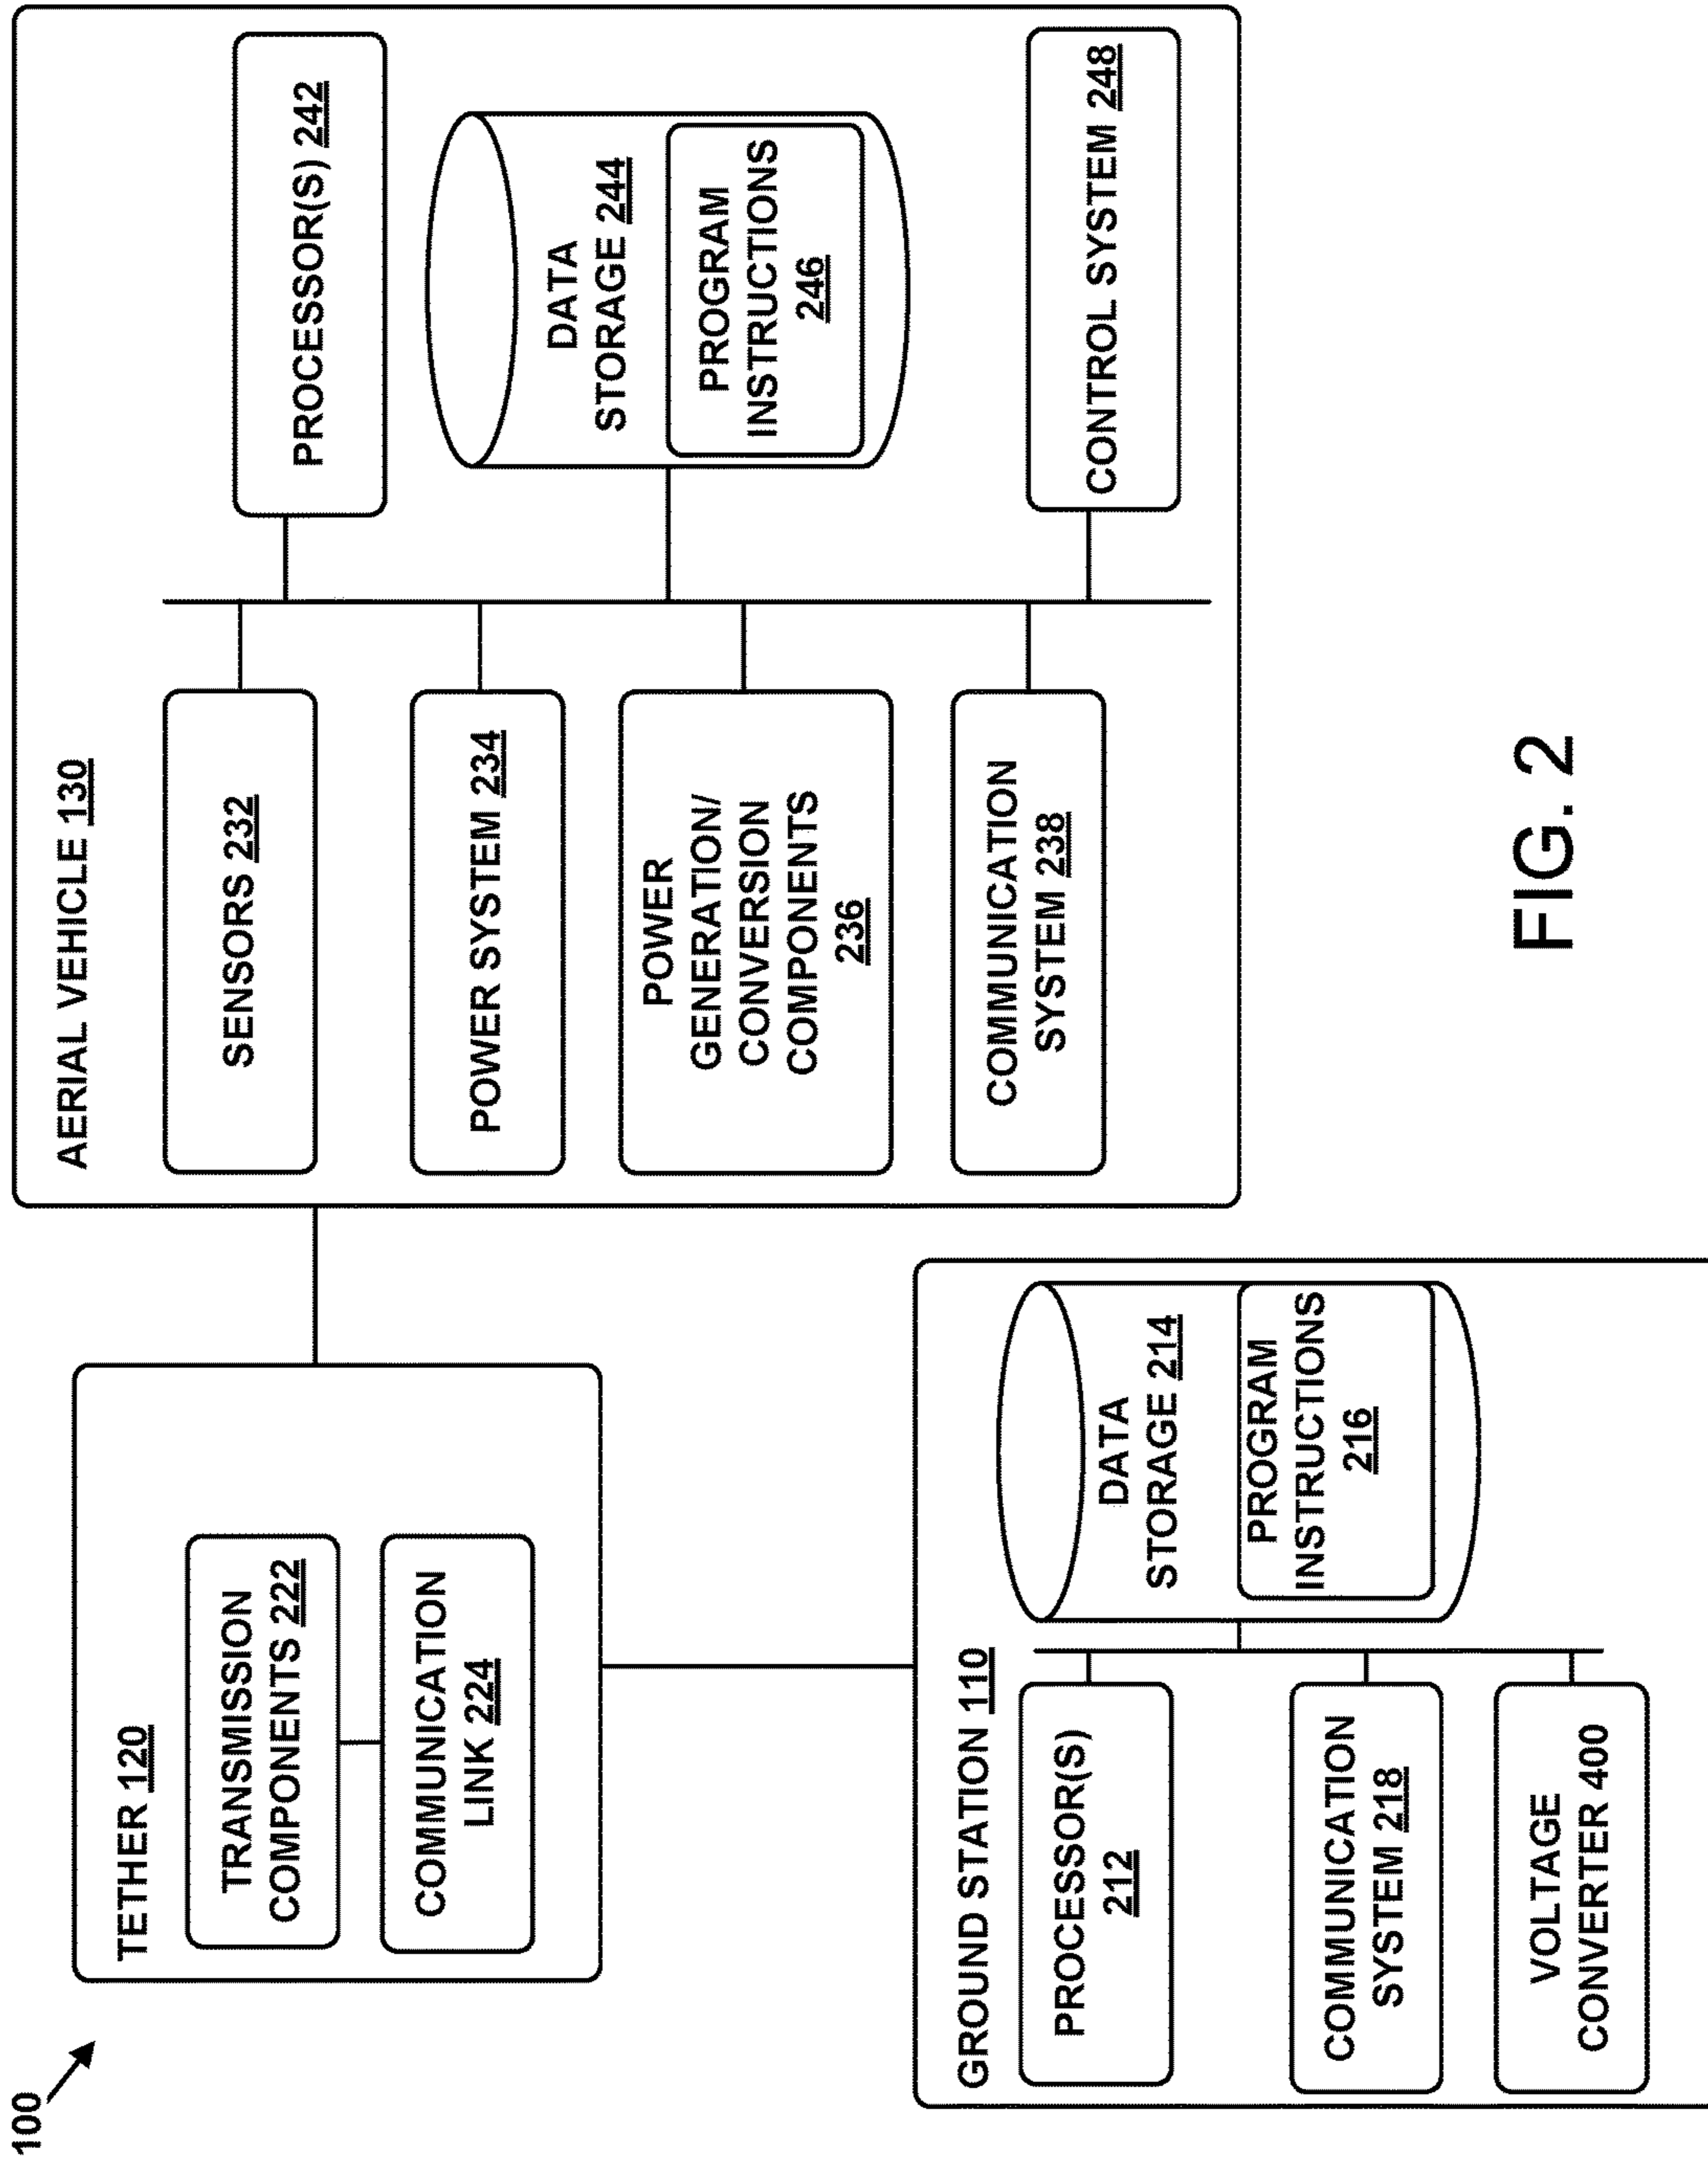 100
TETHER 120
TRANSMISSION
COMPONENTS 222
COMMUNICATION
LINK 224
GROUND STATION 110
PROCESSOR(S)
212
COMMUNICATION
SYSTEM 218
VOLTAGE
CONVERTER 400
DATA
STORAGE 214
PROGRAM
INSTRUCTIONS
216
AERIAL VEHICLE 130
SENSORS 232
POWER SYSTEM 234
POWER
GENERATION/
CONVERSION
COMPONENTS
236
COMMUNICATION
SYSTEM 238
PROCESSOR(S) 242
DATA
STORAGE 244
PROGRAM
INSTRUCTIONS
246
CONTROL SYSTEM 248
FIG. 2